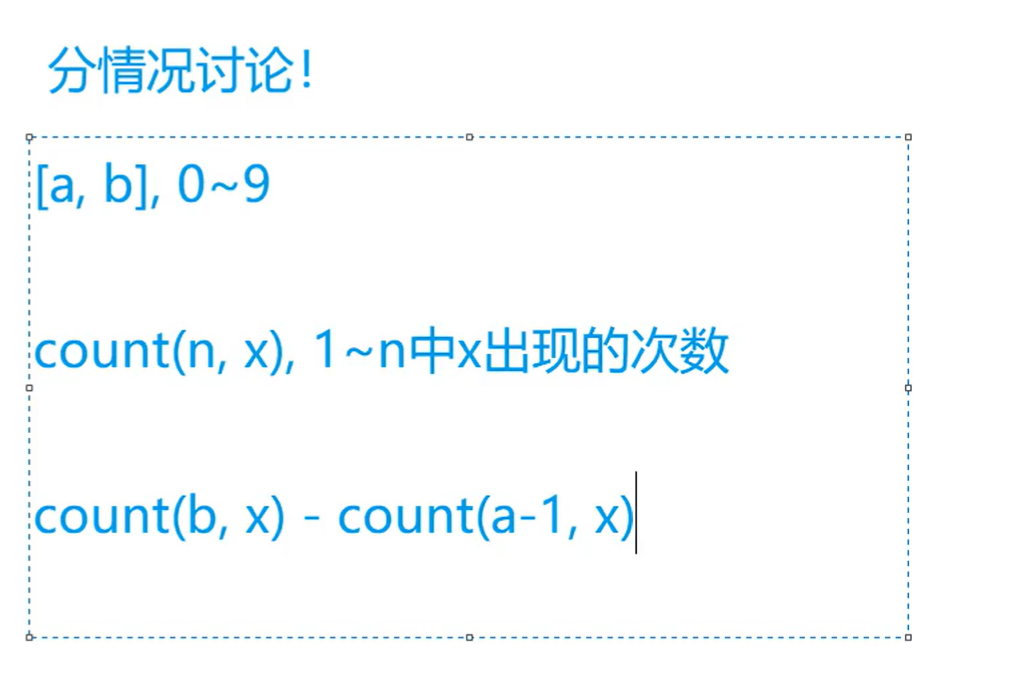 分情况讨论!
[a, b], 0~9
count(n, x), 1~n中x出现的次数
count(b, x) - count(a-1, x)